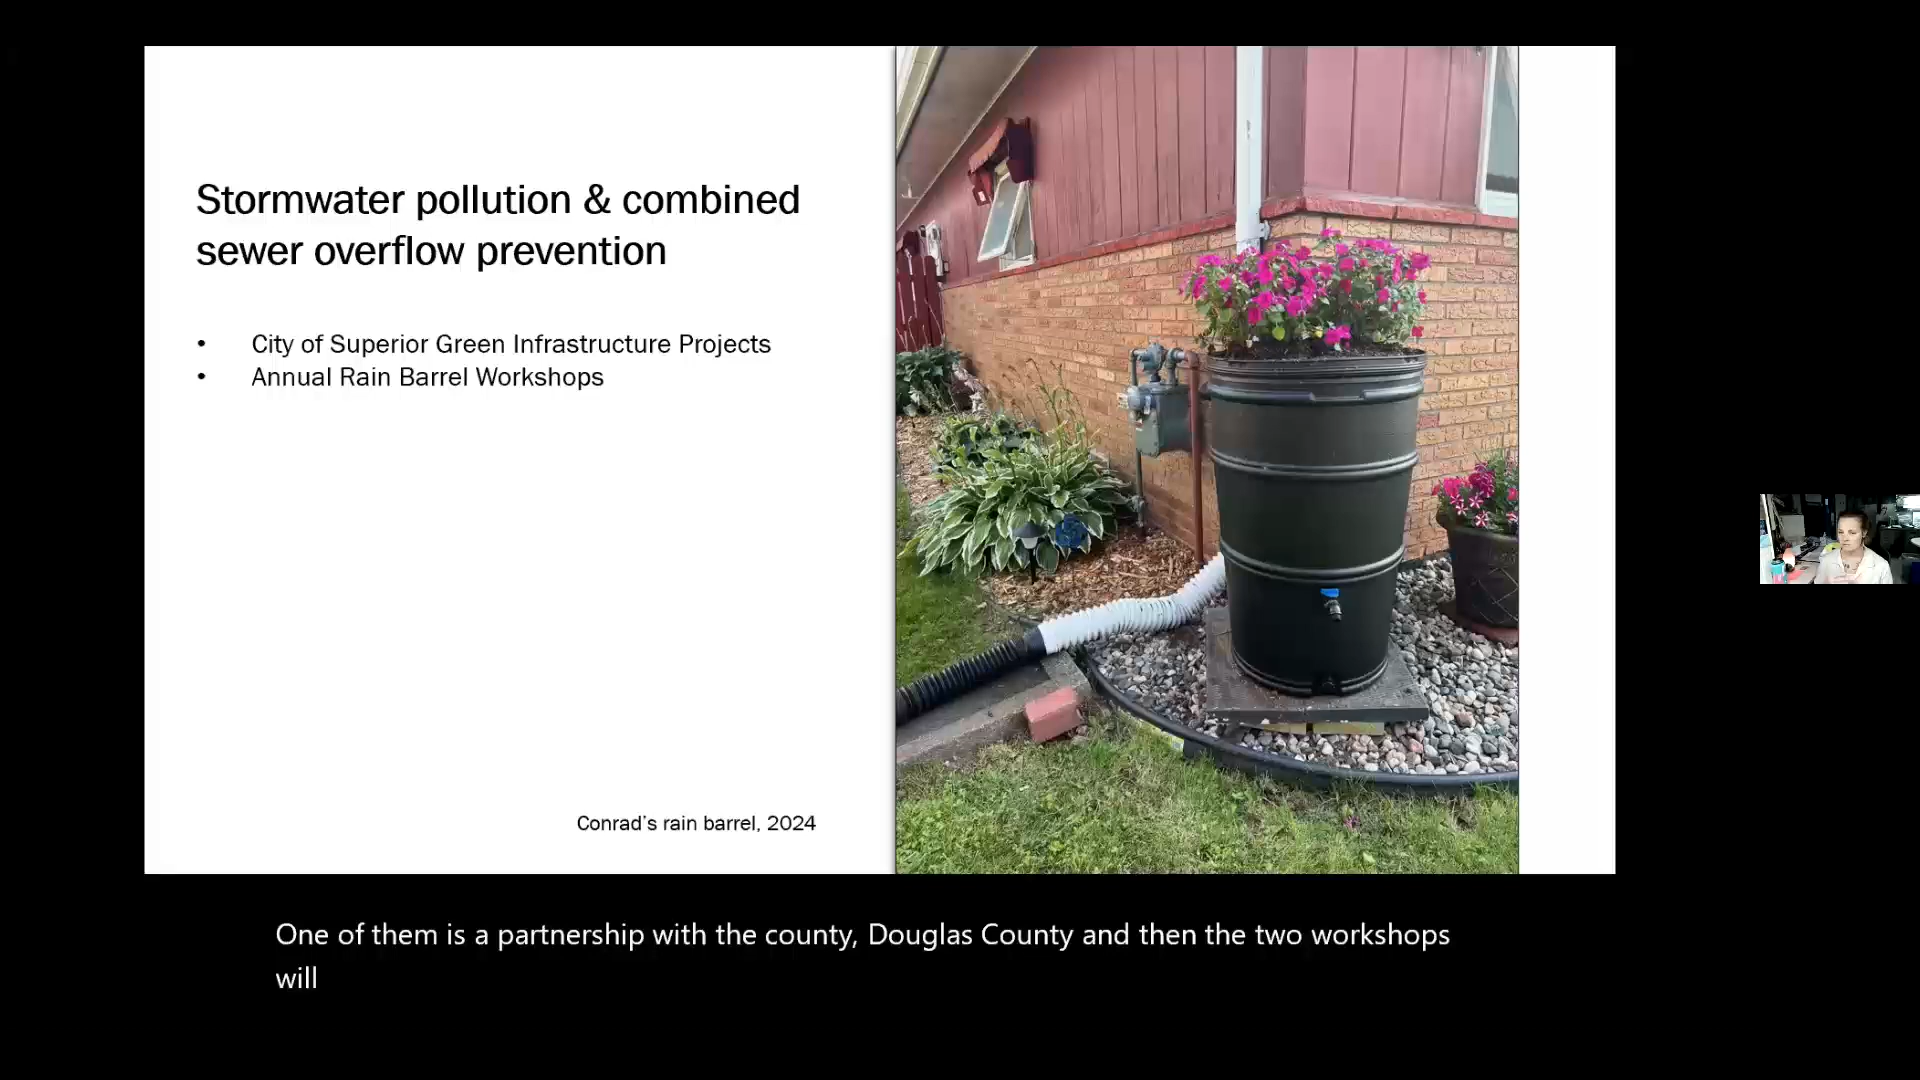 Stormwater pollution & combined
sewer overflow prevention
• City of Superior Green Infrastructure Projects
• Annual Rain Barrel Workshops
Conrad's rain barrel, 2024
One of them is a partnership with the county, Douglas County and then the two workshops
will